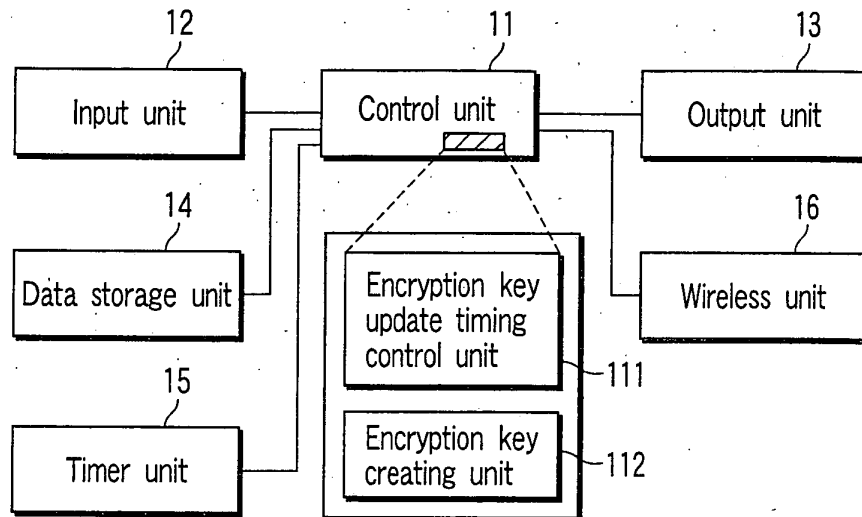 12
11
13
Input unit
Control unit
Output unit
14
16
Data storage unit
Encryption key
update timing
control unit
Wireless unit
111
15
Timer unit
Encryption key
creating unit
112